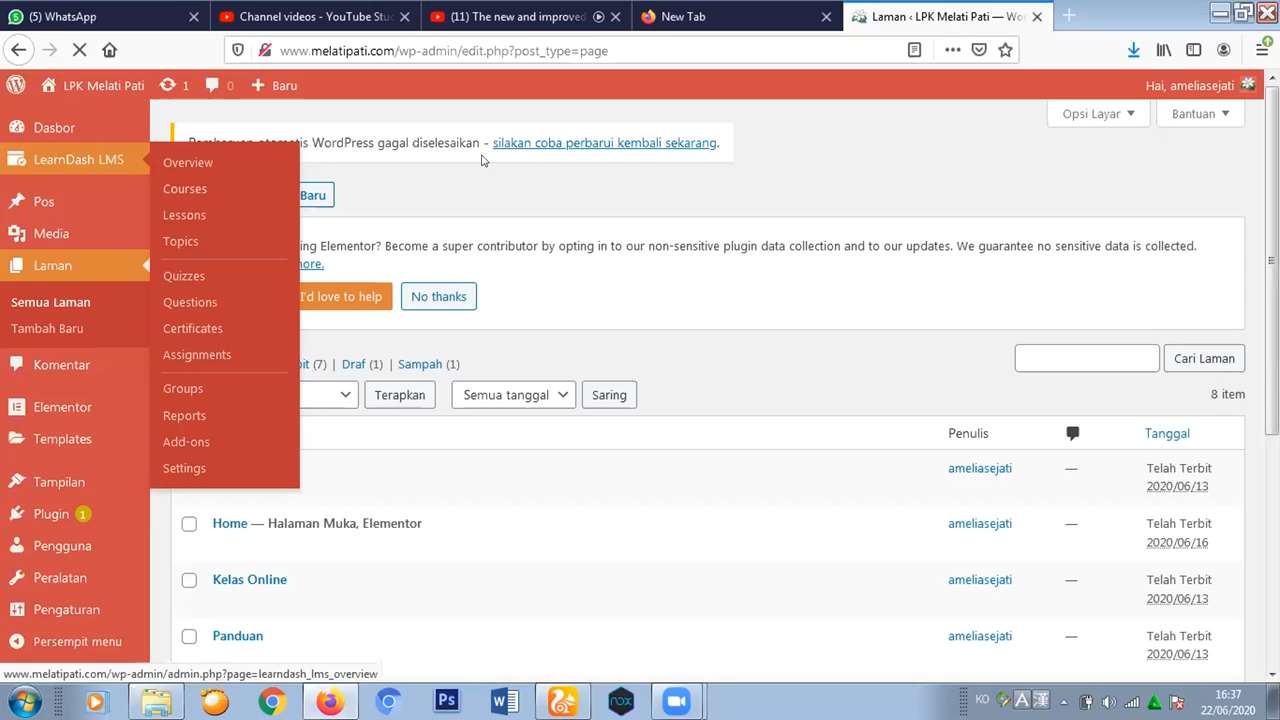 (5) WhatsApp
Channel videos - YouTube Stu
(11) The new and improved
New Tab
Laman ‹ LPK Melati Pati — Wo
www.melatipati.com/wp-admin/edit.php?post_type=page
LPK Melati Pati
1
0
Baru
Hai, ameliasejati
Dasbor
LearnDash LMS
Pos
Media
Laman
Semua Laman
Tambah Baru
Komentar
Elementor
Templates
Tampilan
Plugin 1
Pengguna
Peralatan
Pengaturan
Persempit menu
Overview
Courses
Lessons
Topics
Quizzes
Questions
Certificates
Assignments
Groups
Reports
Add-ons
Settings
Opsi Layar
Bantuan
WordPress gagal diselesaikan - silakan coba perbarui kembali sekarang.
Baru
Elementor? Become a super contributor by opting in to our non-sensitive plugin data collection and to our updates. We guarantee no sensitive data is collected.
I'd love to help
No thanks
(7) Draf (1) | Sampah (1)
Cari Laman
Terapkan
Semua tanggal
Saring
8 item
Penulis
Tanggal
ameliasejati
—
Telah Terbit
2020/06/13
Home — Halaman Muka, Elementor
ameliasejati
—
Telah Terbit
2020/06/16
Kelas Online
ameliasejati
—
Telah Terbit
2020/06/13
Panduan
ameliasejati
—
Telah Terbit
2020/06/13
www.melatipati.com/wp-admin/admin.php?page=learndash_lms_overview
Ps
W
nox
KO
A
漢
16:37
22/06/2020